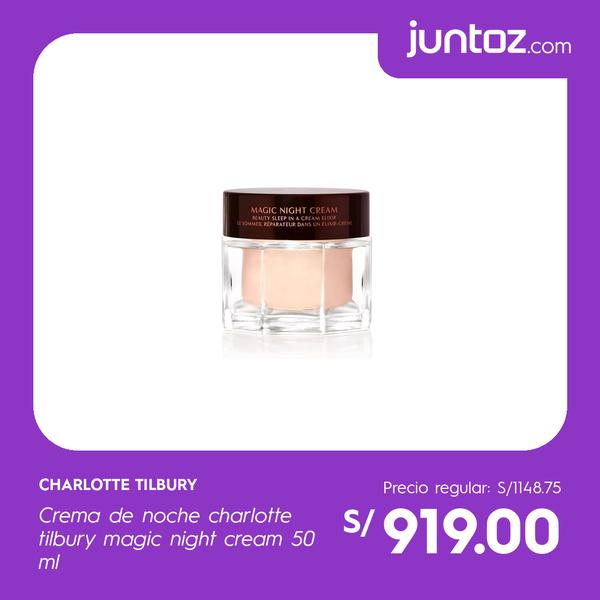 juntoz.com
MAGIC NIGHT CREAM
BEAUTY SLEEP IN A CREAM ELIXIR
LE SOMMEIL RÉPARATEUR DANS UN ÉLIXIR-CRÈME
CHARLOTTE TILBURY
Crema de noche charlotte
tilbury magic night cream 50
ml
Precio regular: S/1148.75
S/ 919.00